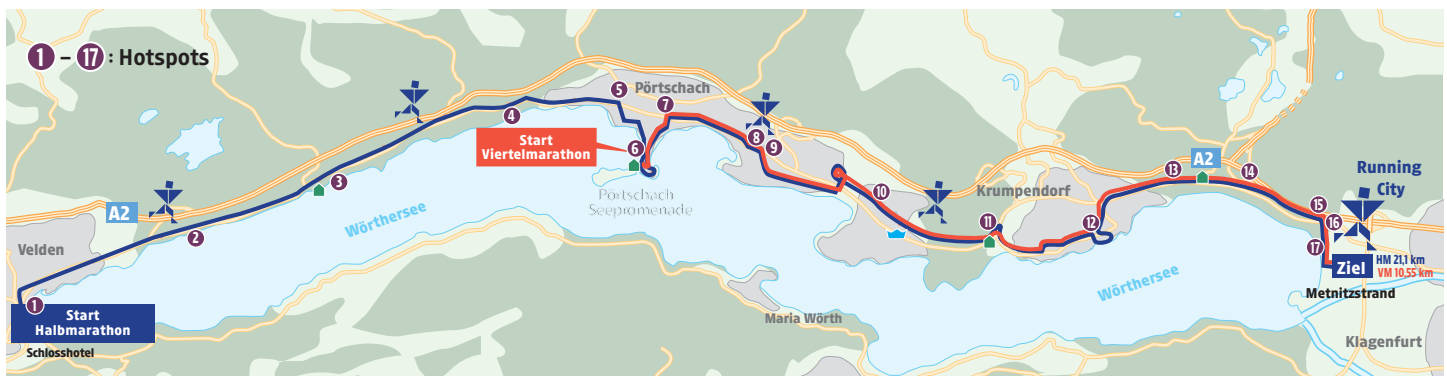 1 – 17 : Hotspots
Pörtschach
5
7
4
Start
Viertelmarathon
8
9
6
3
Pörtschach
Seepromenade
A2
Wörthersee
2
Velden
1
Start
Halbmarathon
Schlosshotel
10
Krumpendorf
11
12
A2
13
14
Running
City
15
16
17
Ziel
HM 21,1 km
VM 10,55 km
Metnitzstrand
Wörthersee
Maria Wörth
Klagenfurt